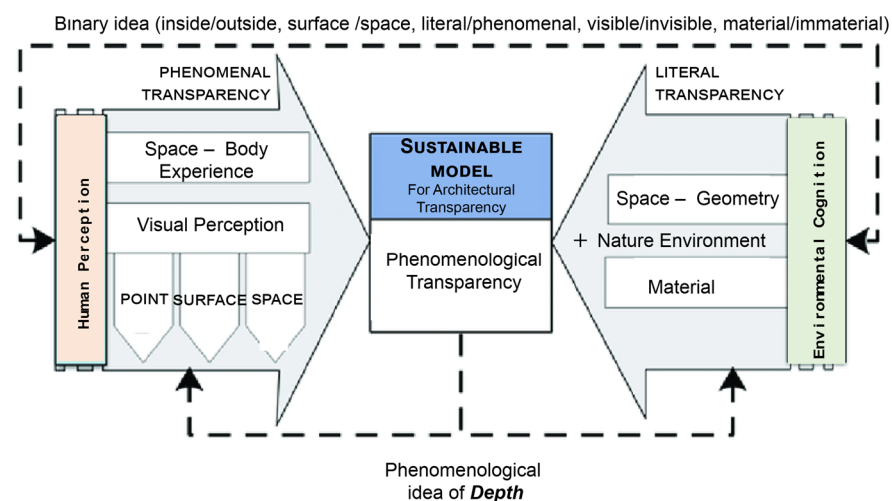 Binary idea (inside/outside, surface /space, literal/phenomenal, visible/invisible, material/immaterial)
PHENOMENAL
TRANSPARENCY
LITERAL
TRANSPARENCY
Human Perception
Space – Body
Experience
Visual Perception
POINT
SURFACE
SPACE
SUSTAINABLE
MODEL
For Architectural
Transparency
Phenomenological
Transparency
Space – Geometry
+ Nature Environment
Material
Environmental Cognition
Phenomenological
idea of Depth